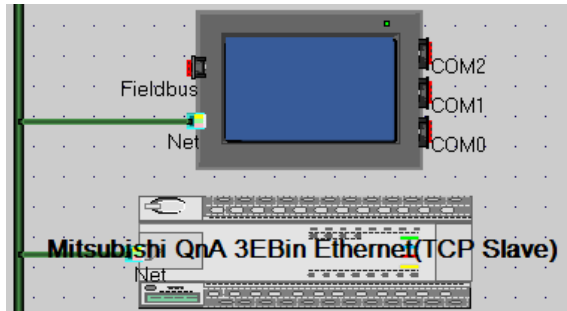 COM2
Fieldbus
COM1
Net
COM0
Mitsubishi QnA 3EBin Ethernet(TCP Slave)
Net